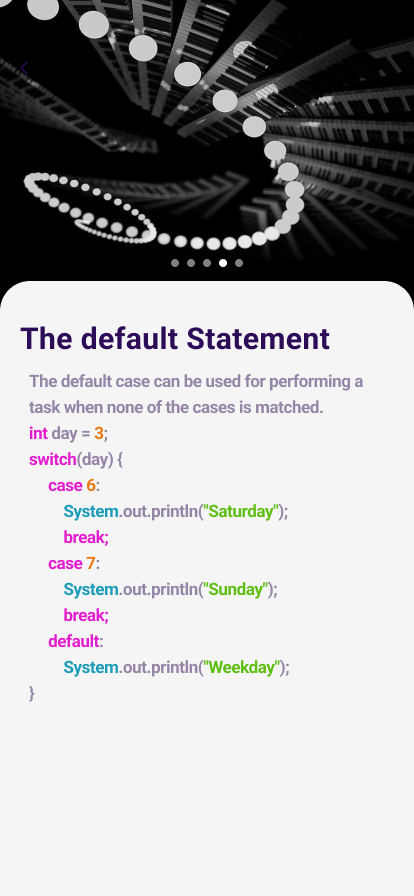 The default Statement
The default case can be used for performing a
task when none of the cases is matched.
int day = 3;
switch(day) {
case 6:
System.out.println("Saturday");
break;
case 7:
System.out.println("Sunday");
break;
default:
System.out.println("Weekday");
}